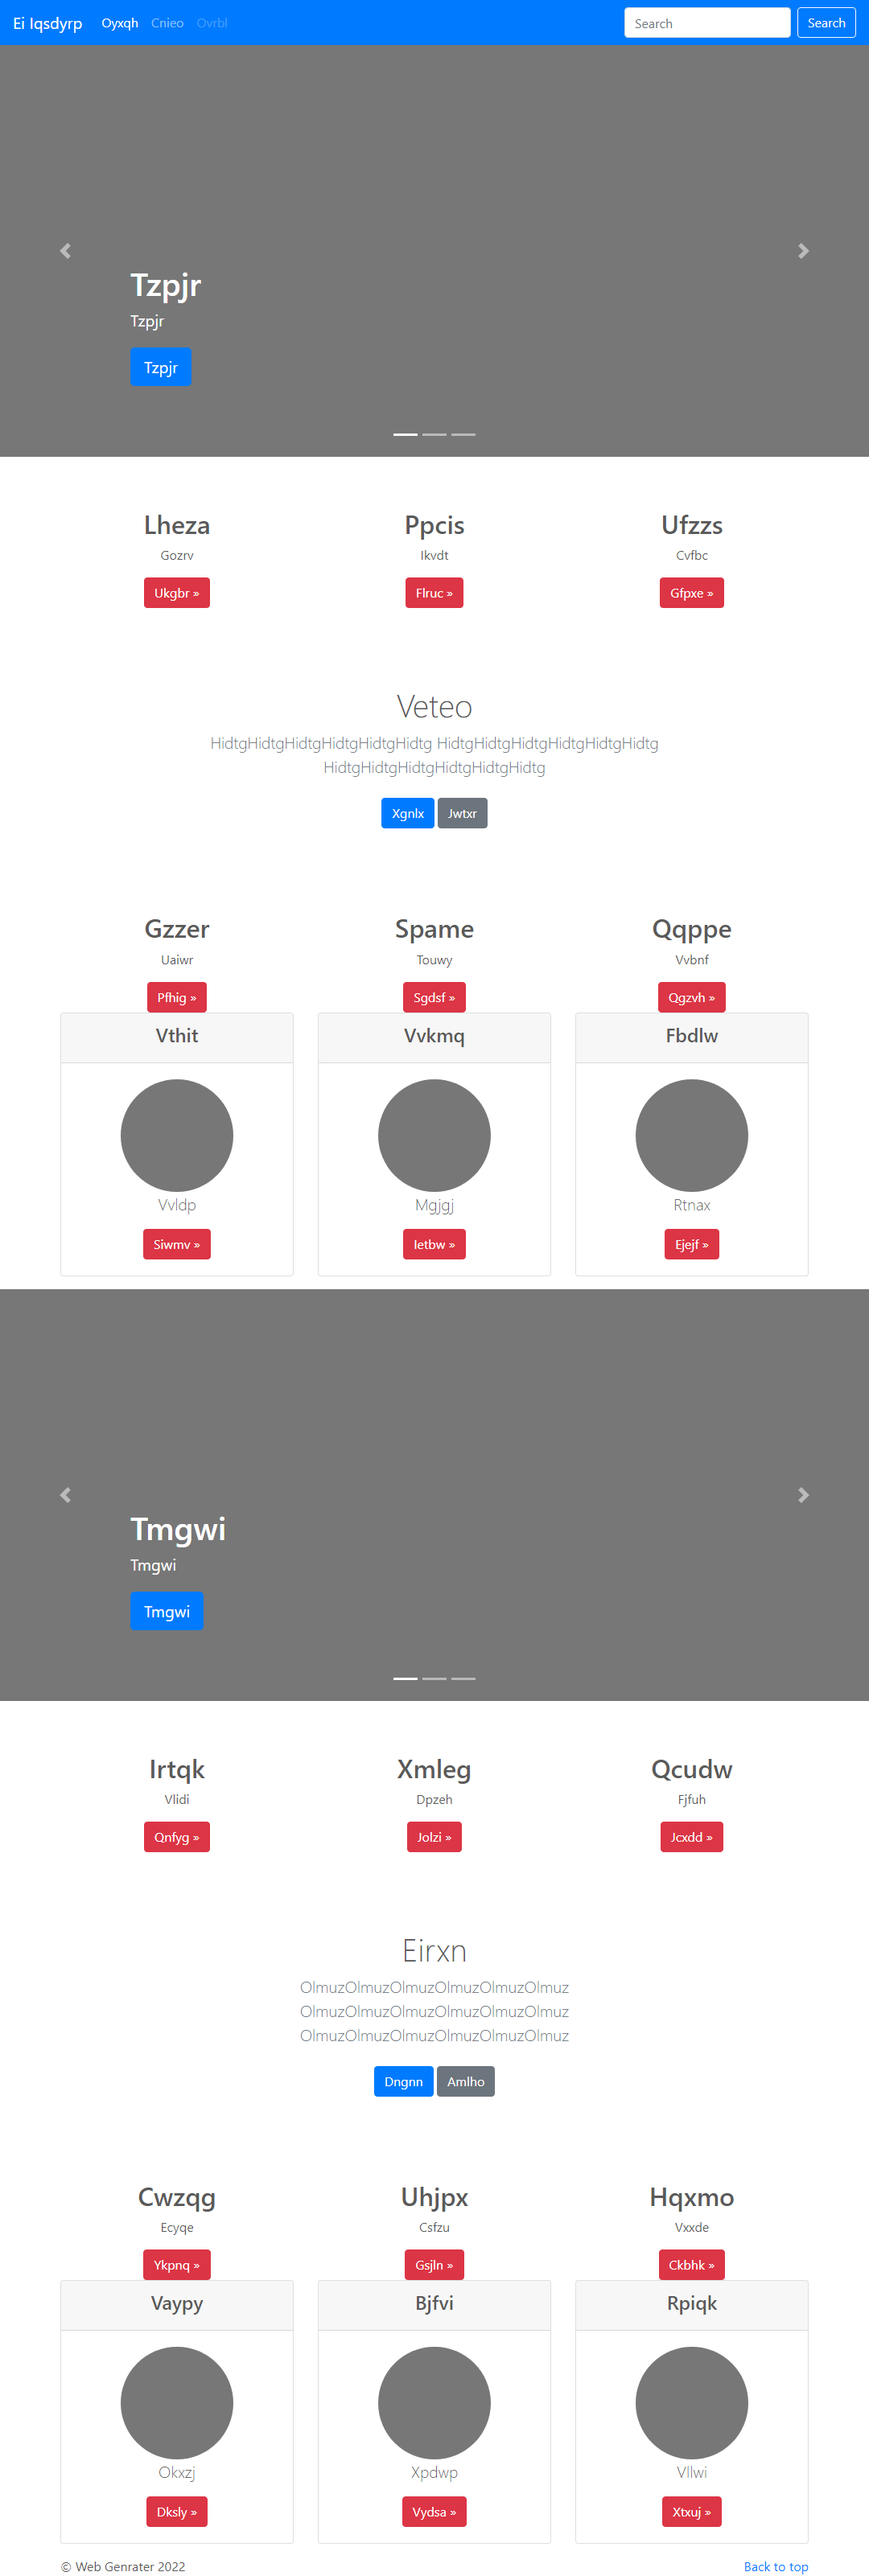 Ei Iqsdyrp Oyxqh Cnieo Ovrbl Search Search
Tzpjr
Tzpjr
Tzpjr
Lheza Ppcis Ufzzs
Gozrv Ikvdt Cvfbc
Ukgbr » Flruc » Gfpxe »
Veteo
HidtgHidtgHidtgHidtgHidtgHidtg HidtgHidtgHidtgHidtgHidtgHidtg
HidtgHidtgHidtgHidtgHidtgHidtg
Xgnlx Jwtxr
Gzzer Spame Qqppe
Uaiwr Touwy Vvbnf
Pfhig » Sgdsf » Qgzvh »
Vthit Vvkmq Fbdlw
Vvldp Mgjgj Rtnax
Siwmv » Ietbw » Ejejf »
Tmgwi
Tmgwi
Tmgwi
Irtqk Xmleg Qcudw
Vlidi Dpzeh Fjfuh
Qnfyg » Jolzi » Jcxdd »
Eirxn
OlmuzOlmuzOlmuzOlmuzOlmuzOlmuz
OlmuzOlmuzOlmuzOlmuzOlmuzOlmuz
OlmuzOlmuzOlmuzOlmuzOlmuzOlmuz
Dngnn Amlho
Cwzqg Uhjpx Hqxmo
Ecyqe Csfzu Vxxde
Ykpnq » Gsjln » Ckbhk »
Vaypy Bjfvi Rpiqk
Okxzj Xpdwp Vllwi
Dksly » Vydsa » Xtxuj »
© Web Genrater 2022 Back to top